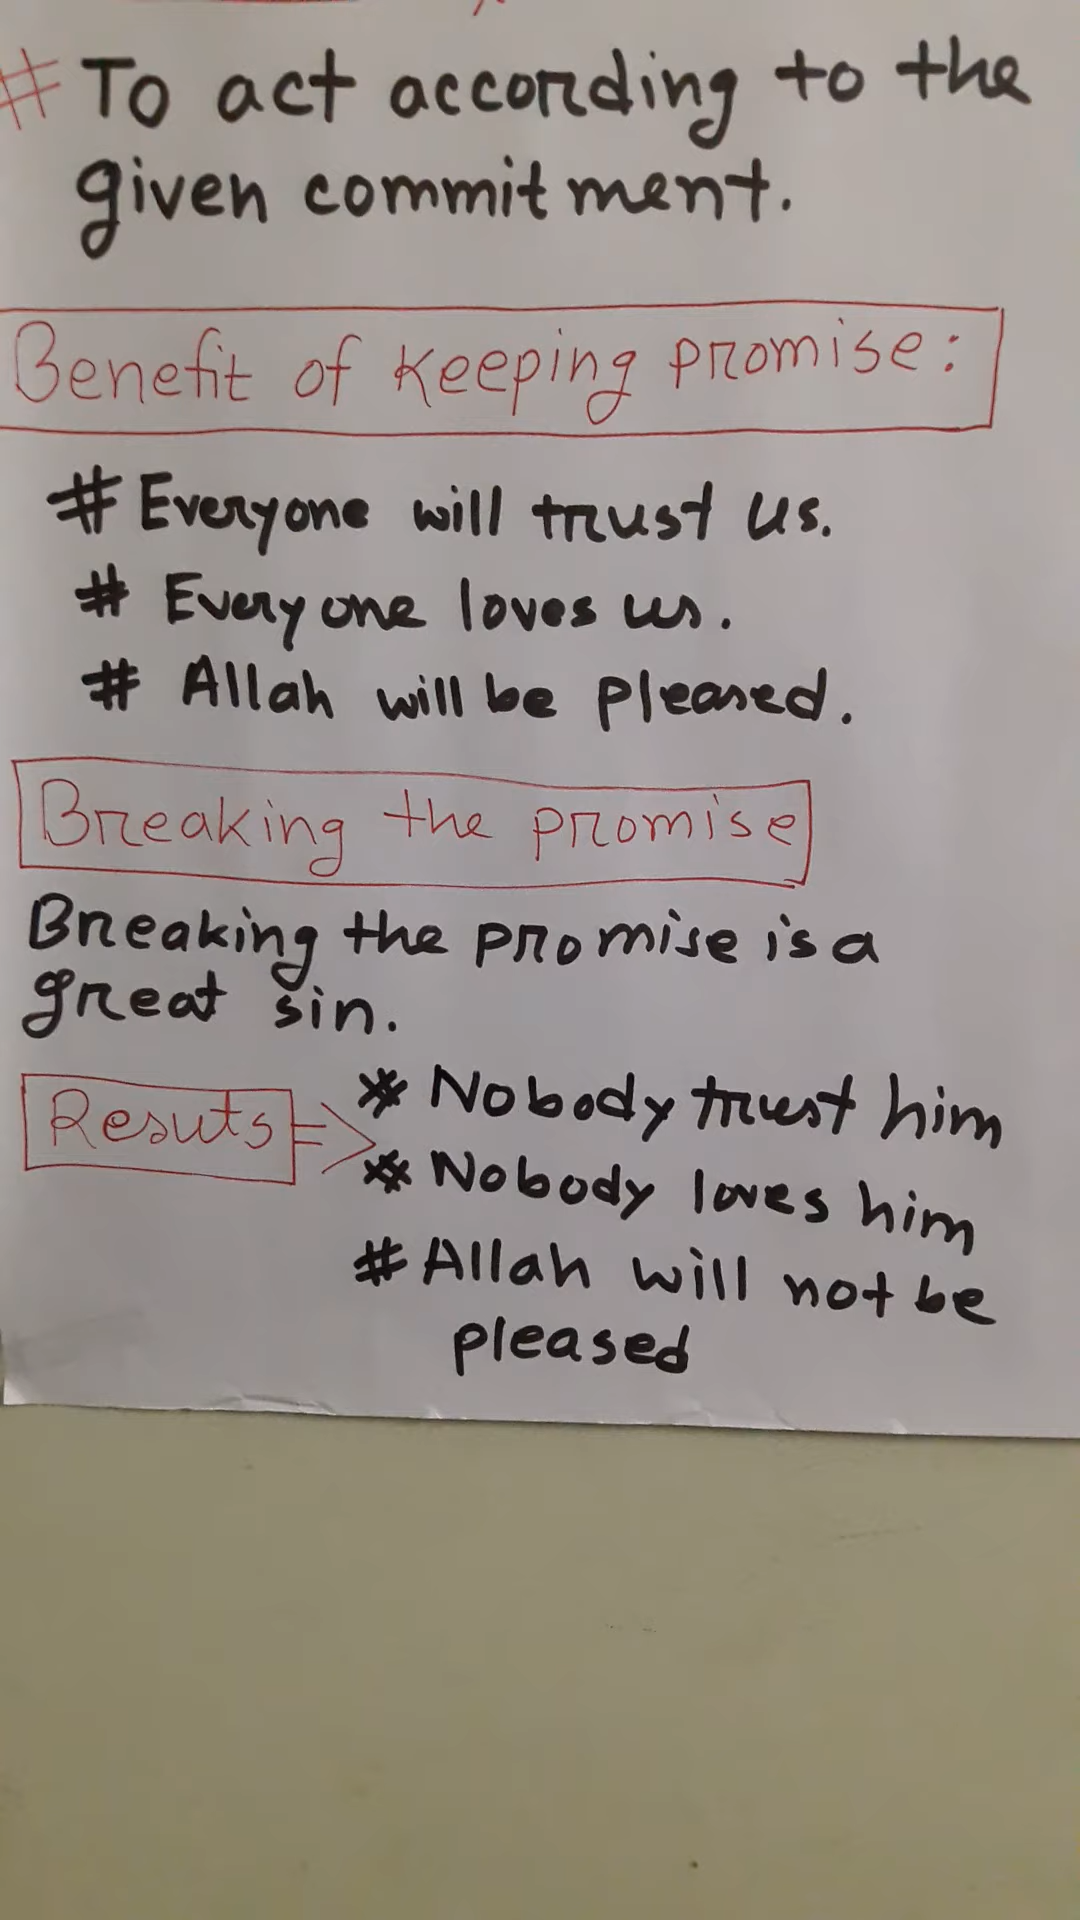 # To act according to the
given commitment.
Benefit of keeping promise:
# Everyone will trust us.
# Everyone loves us.
# Allah will be pleased.
Breaking the promise
Breaking the promise is a
great sin.
Resuts ⇒ * Nobody trust him
* Nobody loves him
# Allah will not be
pleased